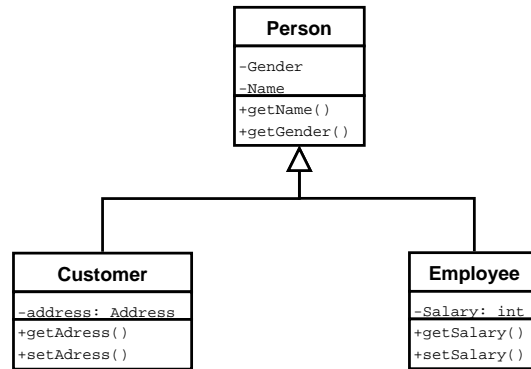 Person
-Gender
-Name
+getName()
+getGender()
Customer
-address: Address
+getAdress()
+setAdress()
Employee
-Salary: int
+getSalary()
+setSalary()